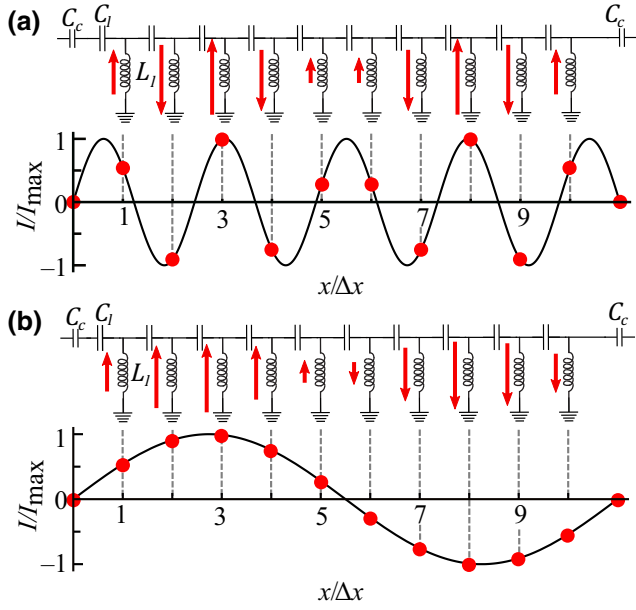 (a) C_c C_l C_c
L_l
1
0
−1
I/I_max
1 3 5 7 9
x/Δx
(b) C_c C_l C_c
L_l
1
0
−1
I/I_max
1 3 5 7 9
x/Δx